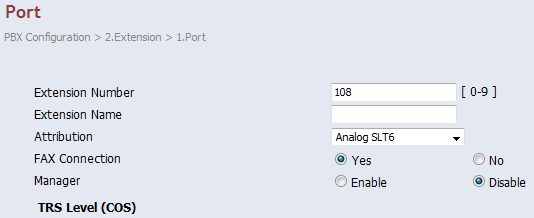 Port
PBX Configuration > 2.Extension > 1.Port
Extension Number 108 [ 0-9 ]
Extension Name
Attribution Analog SLT6
FAX Connection Yes No
Manager Enable Disable
TRS Level (COS)